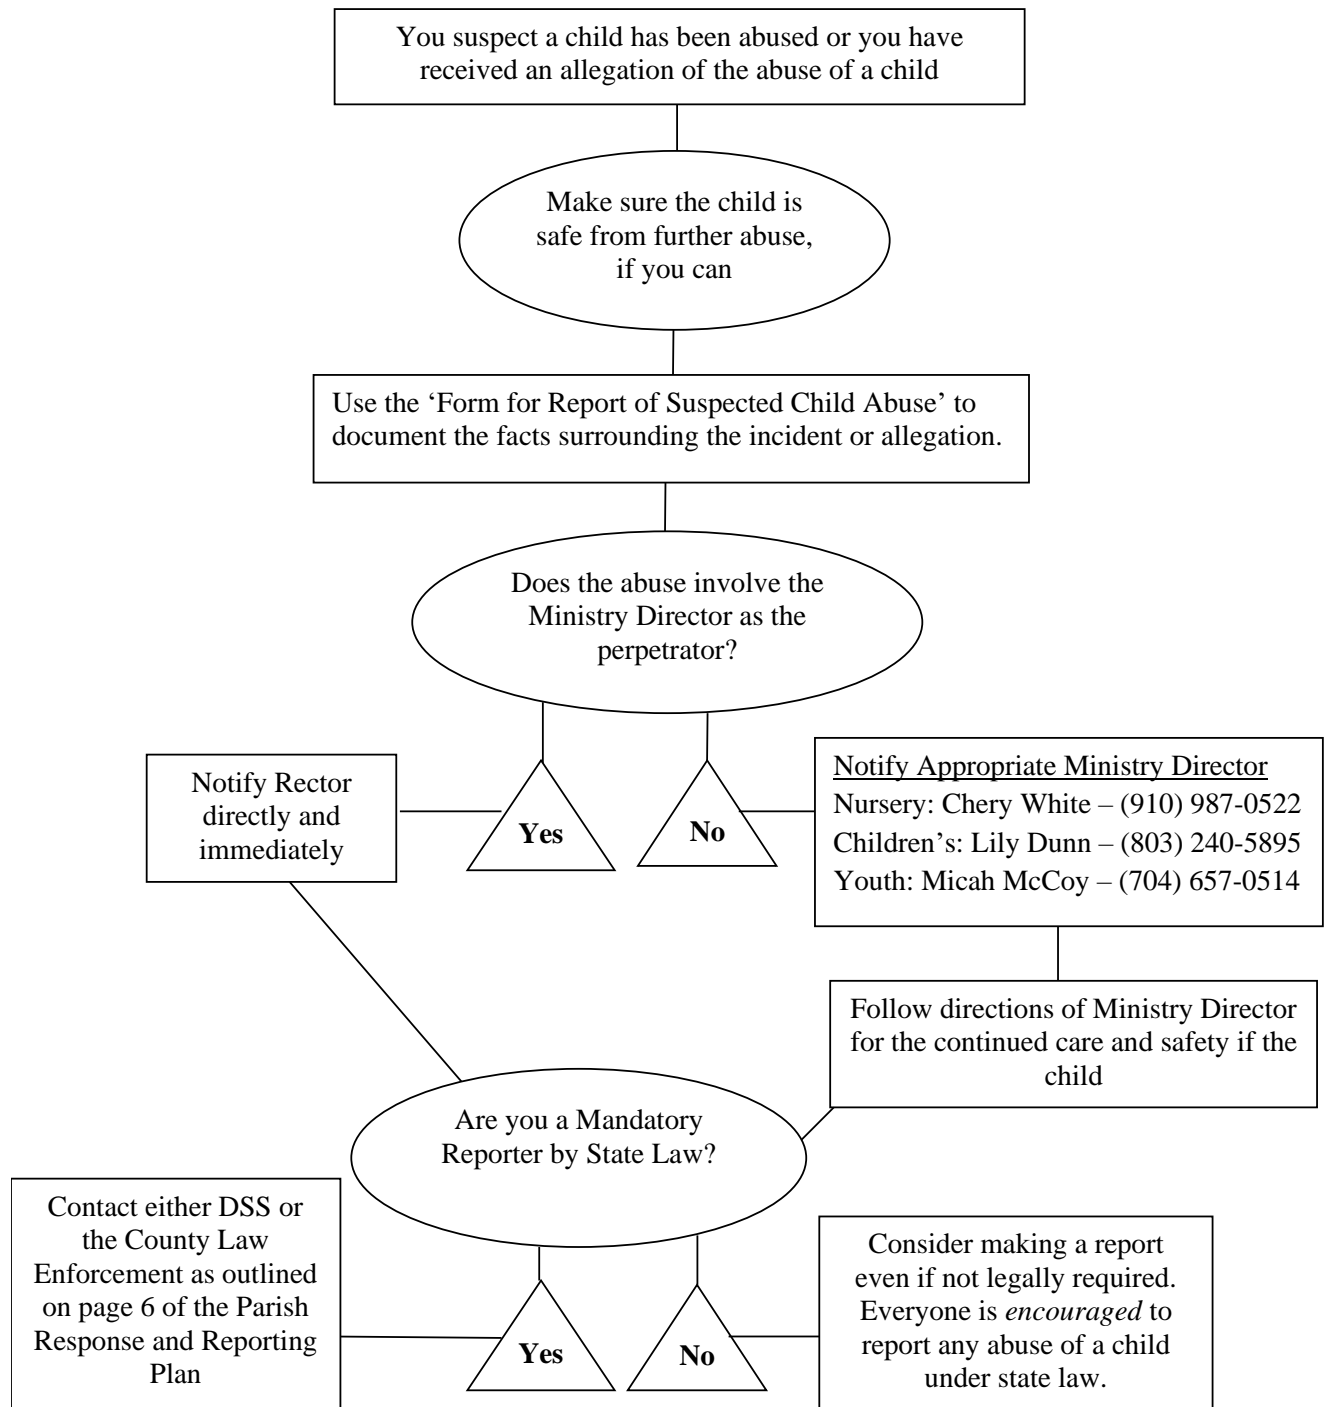 You suspect a child has been abused or you have
received an allegation of the abuse of a child
Make sure the child is
safe from further abuse,
if you can
Use the ‘Form for Report of Suspected Child Abuse’ to
document the facts surrounding the incident or allegation.
Does the abuse involve the
Ministry Director as the
perpetrator?
Yes
No
Notify Rector
directly and
immediately
Notify Appropriate Ministry Director
Nursery: Chery White – (910) 987-0522
Children’s: Lily Dunn – (803) 240-5895
Youth: Micah McCoy – (704) 657-0514
Follow directions of Ministry Director
for the continued care and safety if the
child
Are you a Mandatory
Reporter by State Law?
Yes
No
Contact either DSS or
the County Law
Enforcement as outlined
on page 6 of the Parish
Response and Reporting
Plan
Consider making a report
even if not legally required.
Everyone is encouraged to
report any abuse of a child
under state law.